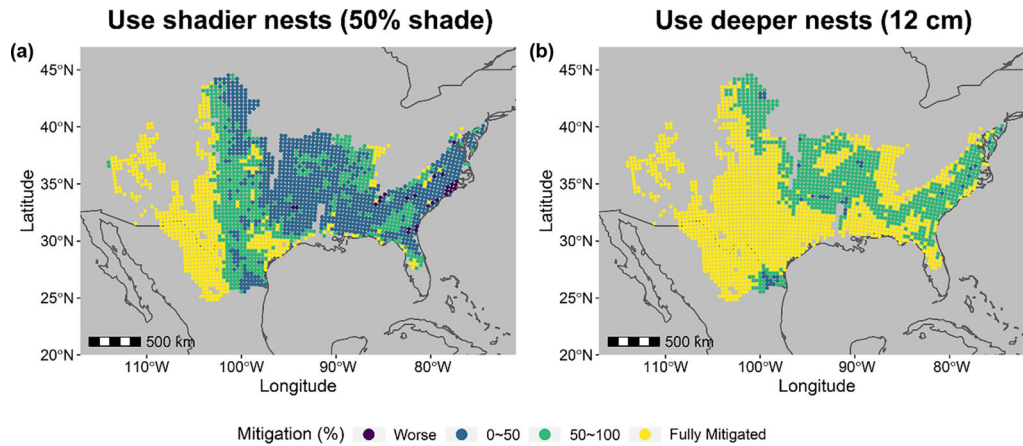 Use shadier nests (50% shade)
Use deeper nests (12 cm)
(a)
(b)
45°N
40°N
35°N
30°N
25°N
20°N
Latitude
500 km
110°W
100°W
90°W
80°W
Longitude
45°N
40°N
35°N
30°N
25°N
20°N
Latitude
500 km
110°W
100°W
90°W
80°W
Longitude
Mitigation (%) Worse 0~50 50~100 Fully Mitigated